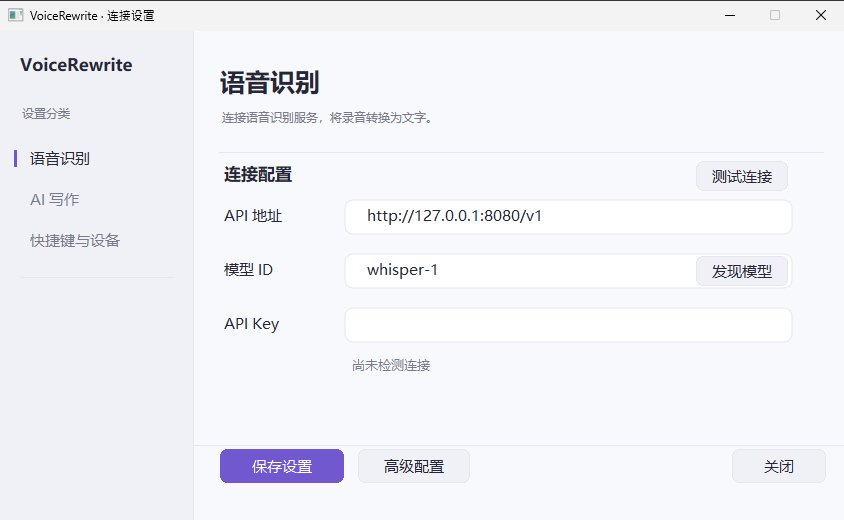 VoiceRewrite · 连接设置
VoiceRewrite
设置分类
语音识别
AI 写作
快捷键与设备
语音识别
连接语音识别服务，将录音转换为文字。
连接配置
测试连接
API 地址
http://127.0.0.1:8080/v1
模型 ID
whisper-1
发现模型
API Key
尚未检测连接
保存设置
高级配置
关闭